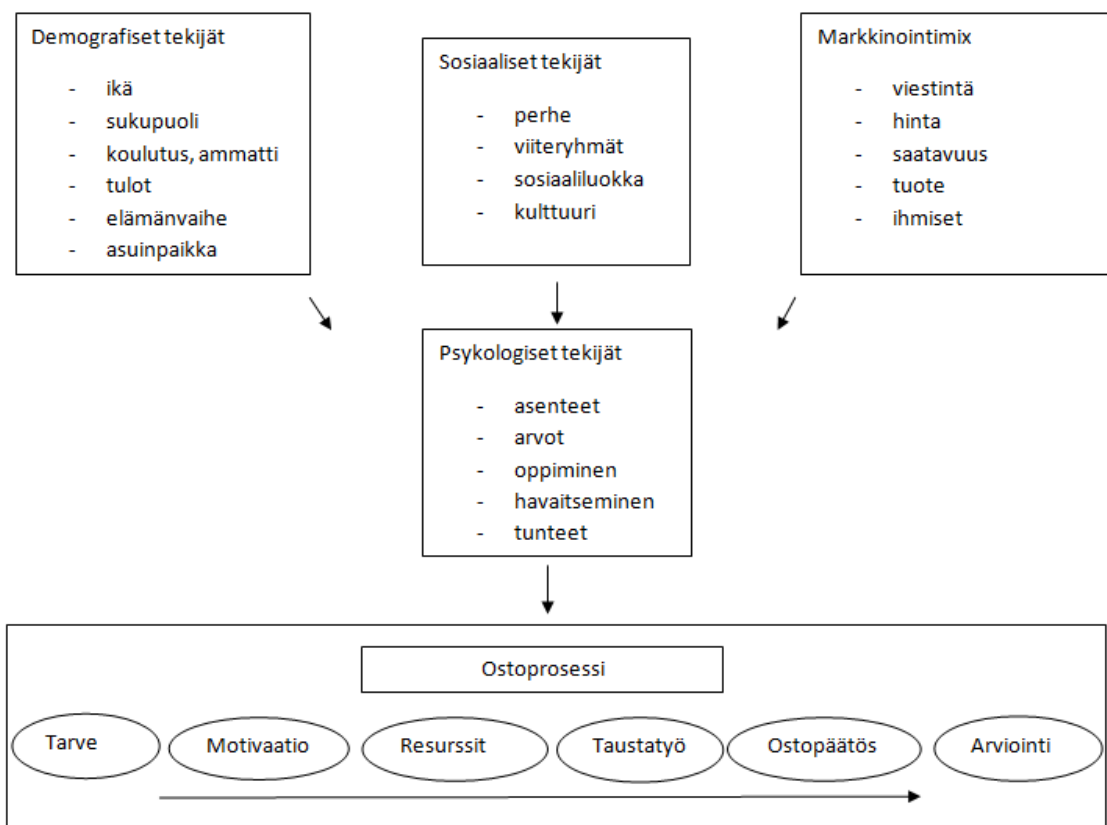 Demografiset tekijät
- ikä
- sukupuoli
- koulutus, ammatti
- tulot
- elämänvaihe
- asuinpaikka
Sosiaaliset tekijät
- perhe
- viiteryhmät
- sosiaaliluokka
- kulttuuri
Markkinointimix
- viestintä
- hinta
- saatavuus
- tuote
- ihmiset
Psykologiset tekijät
- asenteet
- arvot
- oppiminen
- havaitseminen
- tunteet
Ostoprosessi
Tarve
Motivaatio
Resurssit
Taustatyö
Ostopäätös
Arviointi